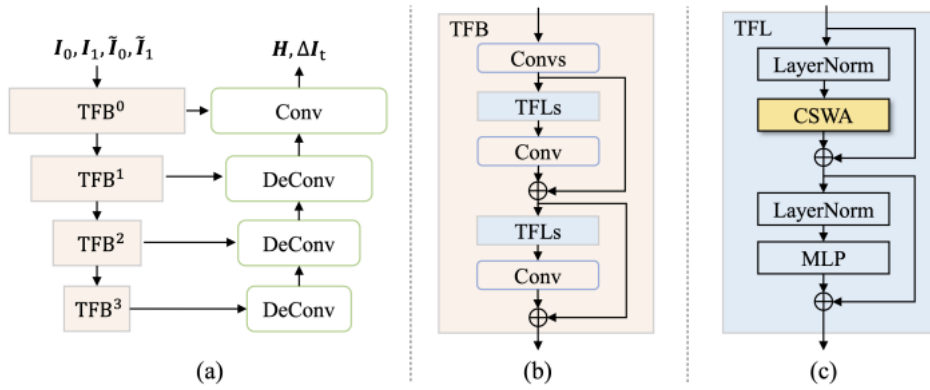 I₀, I₁, Ĩ₀, Ĩ₁
H, ΔIₜ
TFB⁰
Conv
TFB¹
DeConv
TFB²
DeConv
TFB³
DeConv
(a)
TFB
Convs
TFLs
Conv
TFLs
Conv
(b)
TFL
LayerNorm
CSWA
LayerNorm
MLP
(c)